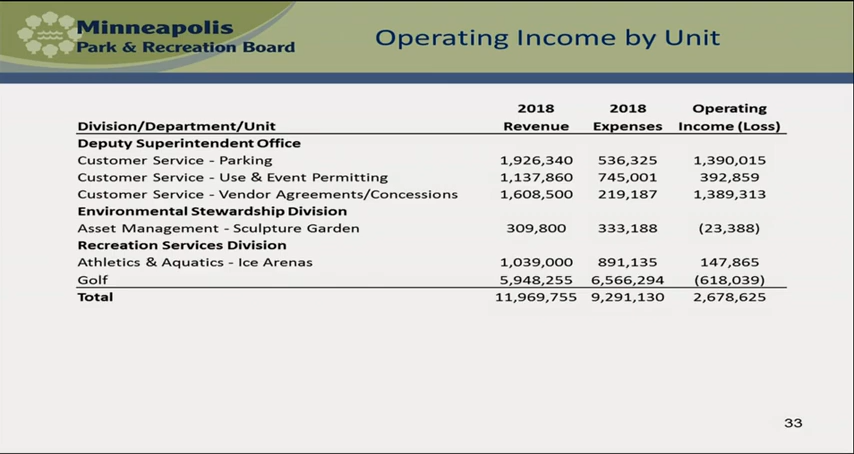 Minneapolis
Park & Recreation Board
Operating Income by Unit
2018 2018 Operating
Division/Department/Unit Revenue Expenses Income (Loss)
Deputy Superintendent Office
Customer Service - Parking 1,926,340 536,325 1,390,015
Customer Service - Use & Event Permitting 1,137,860 745,001 392,859
Customer Service - Vendor Agreements/Concessions 1,608,500 219,187 1,389,313
Environmental Stewardship Division
Asset Management - Sculpture Garden 309,800 333,188 (23,388)
Recreation Services Division
Athletics & Aquatics - Ice Arenas 1,039,000 891,135 147,865
Golf 5,948,255 6,566,294 (618,039)
Total 11,969,755 9,291,130 2,678,625
33